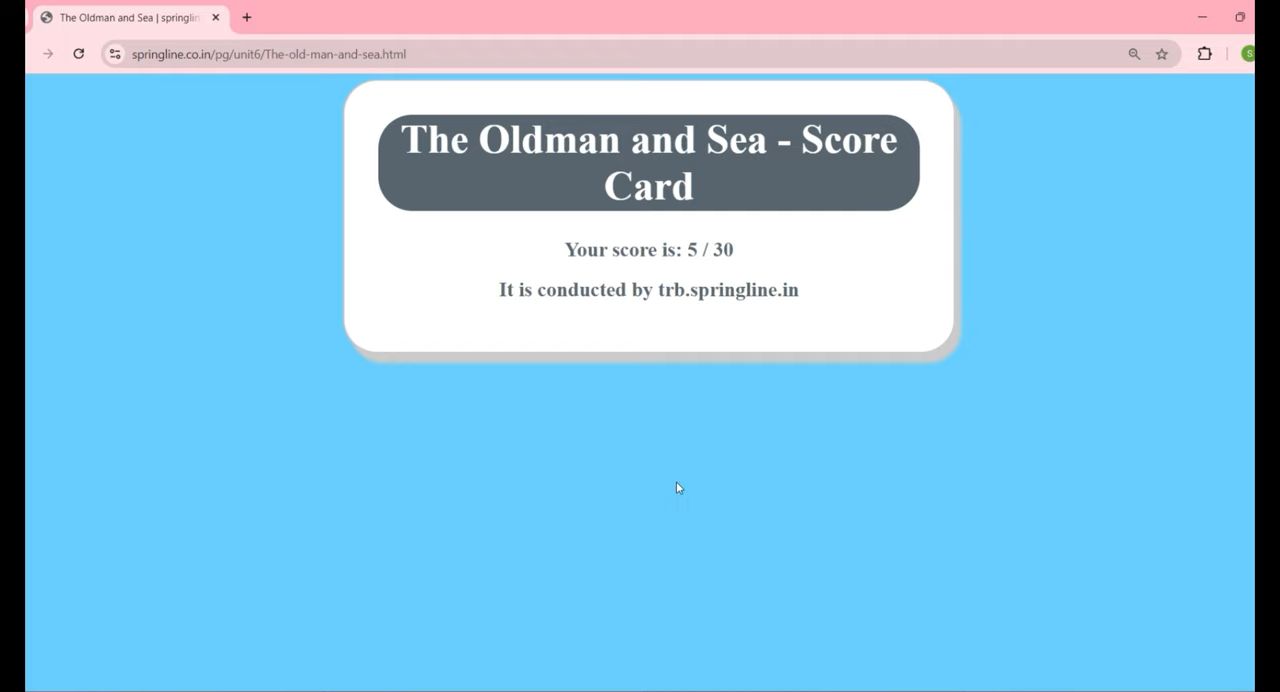 The Oldman and Sea | springlin
springline.co.in/pg/unit6/The-old-man-and-sea.html
S
The Oldman and Sea - Score
Card
Your score is: 5 / 30
It is conducted by trb.springline.in